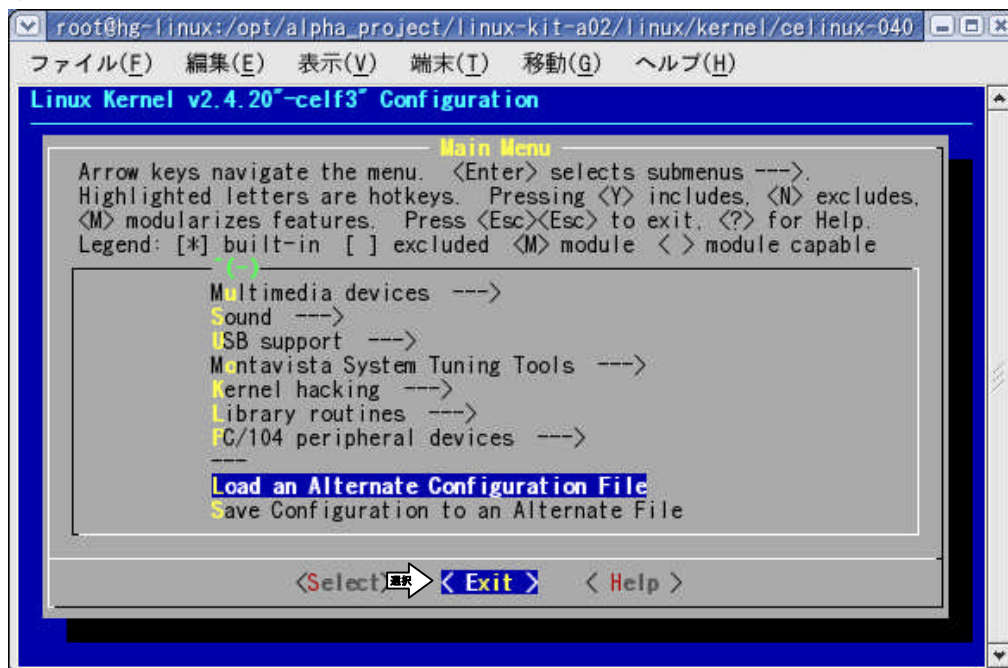 root@hg-linux:/opt/alpha_project/linux-kit-a02/linux/kernel/celinux-040
ファイル(F) 編集(E) 表示(V) 端末(T) 移動(G) ヘルプ(H)
Linux Kernel v2.4.20"-celf3" Configuration
Main Menu
Arrow keys navigate the menu. <Enter> selects submenus --->.
Highlighted letters are hotkeys. Pressing <Y> includes, <N> excludes,
<M> modularizes features. Press <Esc><Esc> to exit, <?> for Help.
Legend: [*] built-in [ ] excluded <M> module < > module capable
^(-)
Multimedia devices --->
Sound --->
USB support --->
Montavista System Tuning Tools --->
Kernel hacking --->
Library routines --->
PC/104 peripheral devices --->
---
Load an Alternate Configuration File
Save Configuration to an Alternate File
<Select> 選択 < Exit > < Help >